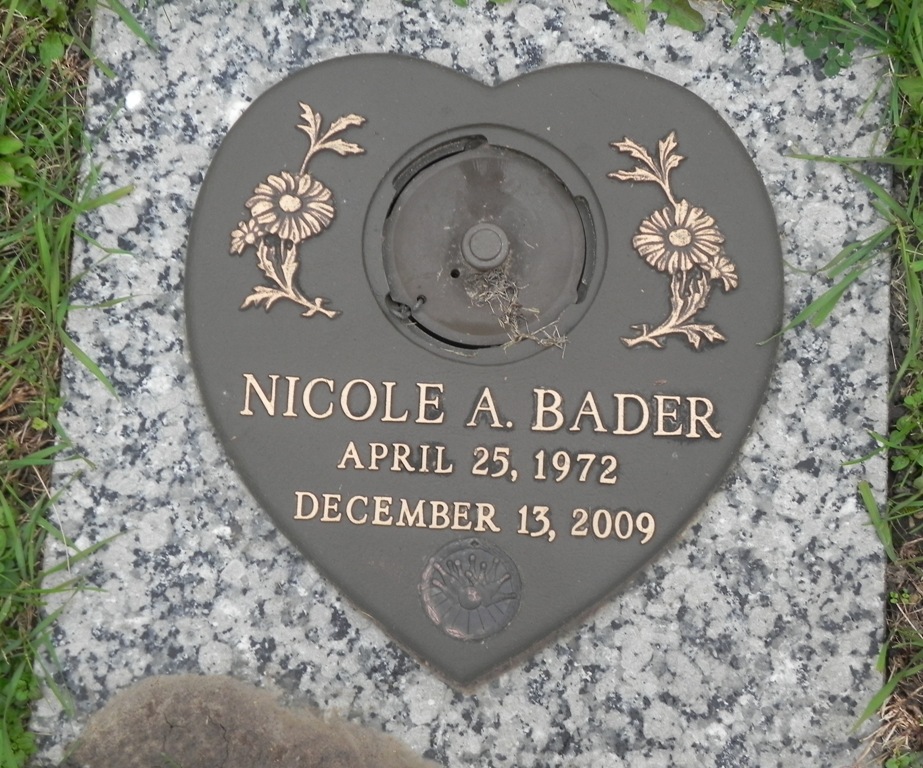 NICOLE A. BADER
APRIL 25, 1972
DECEMBER 13, 2009